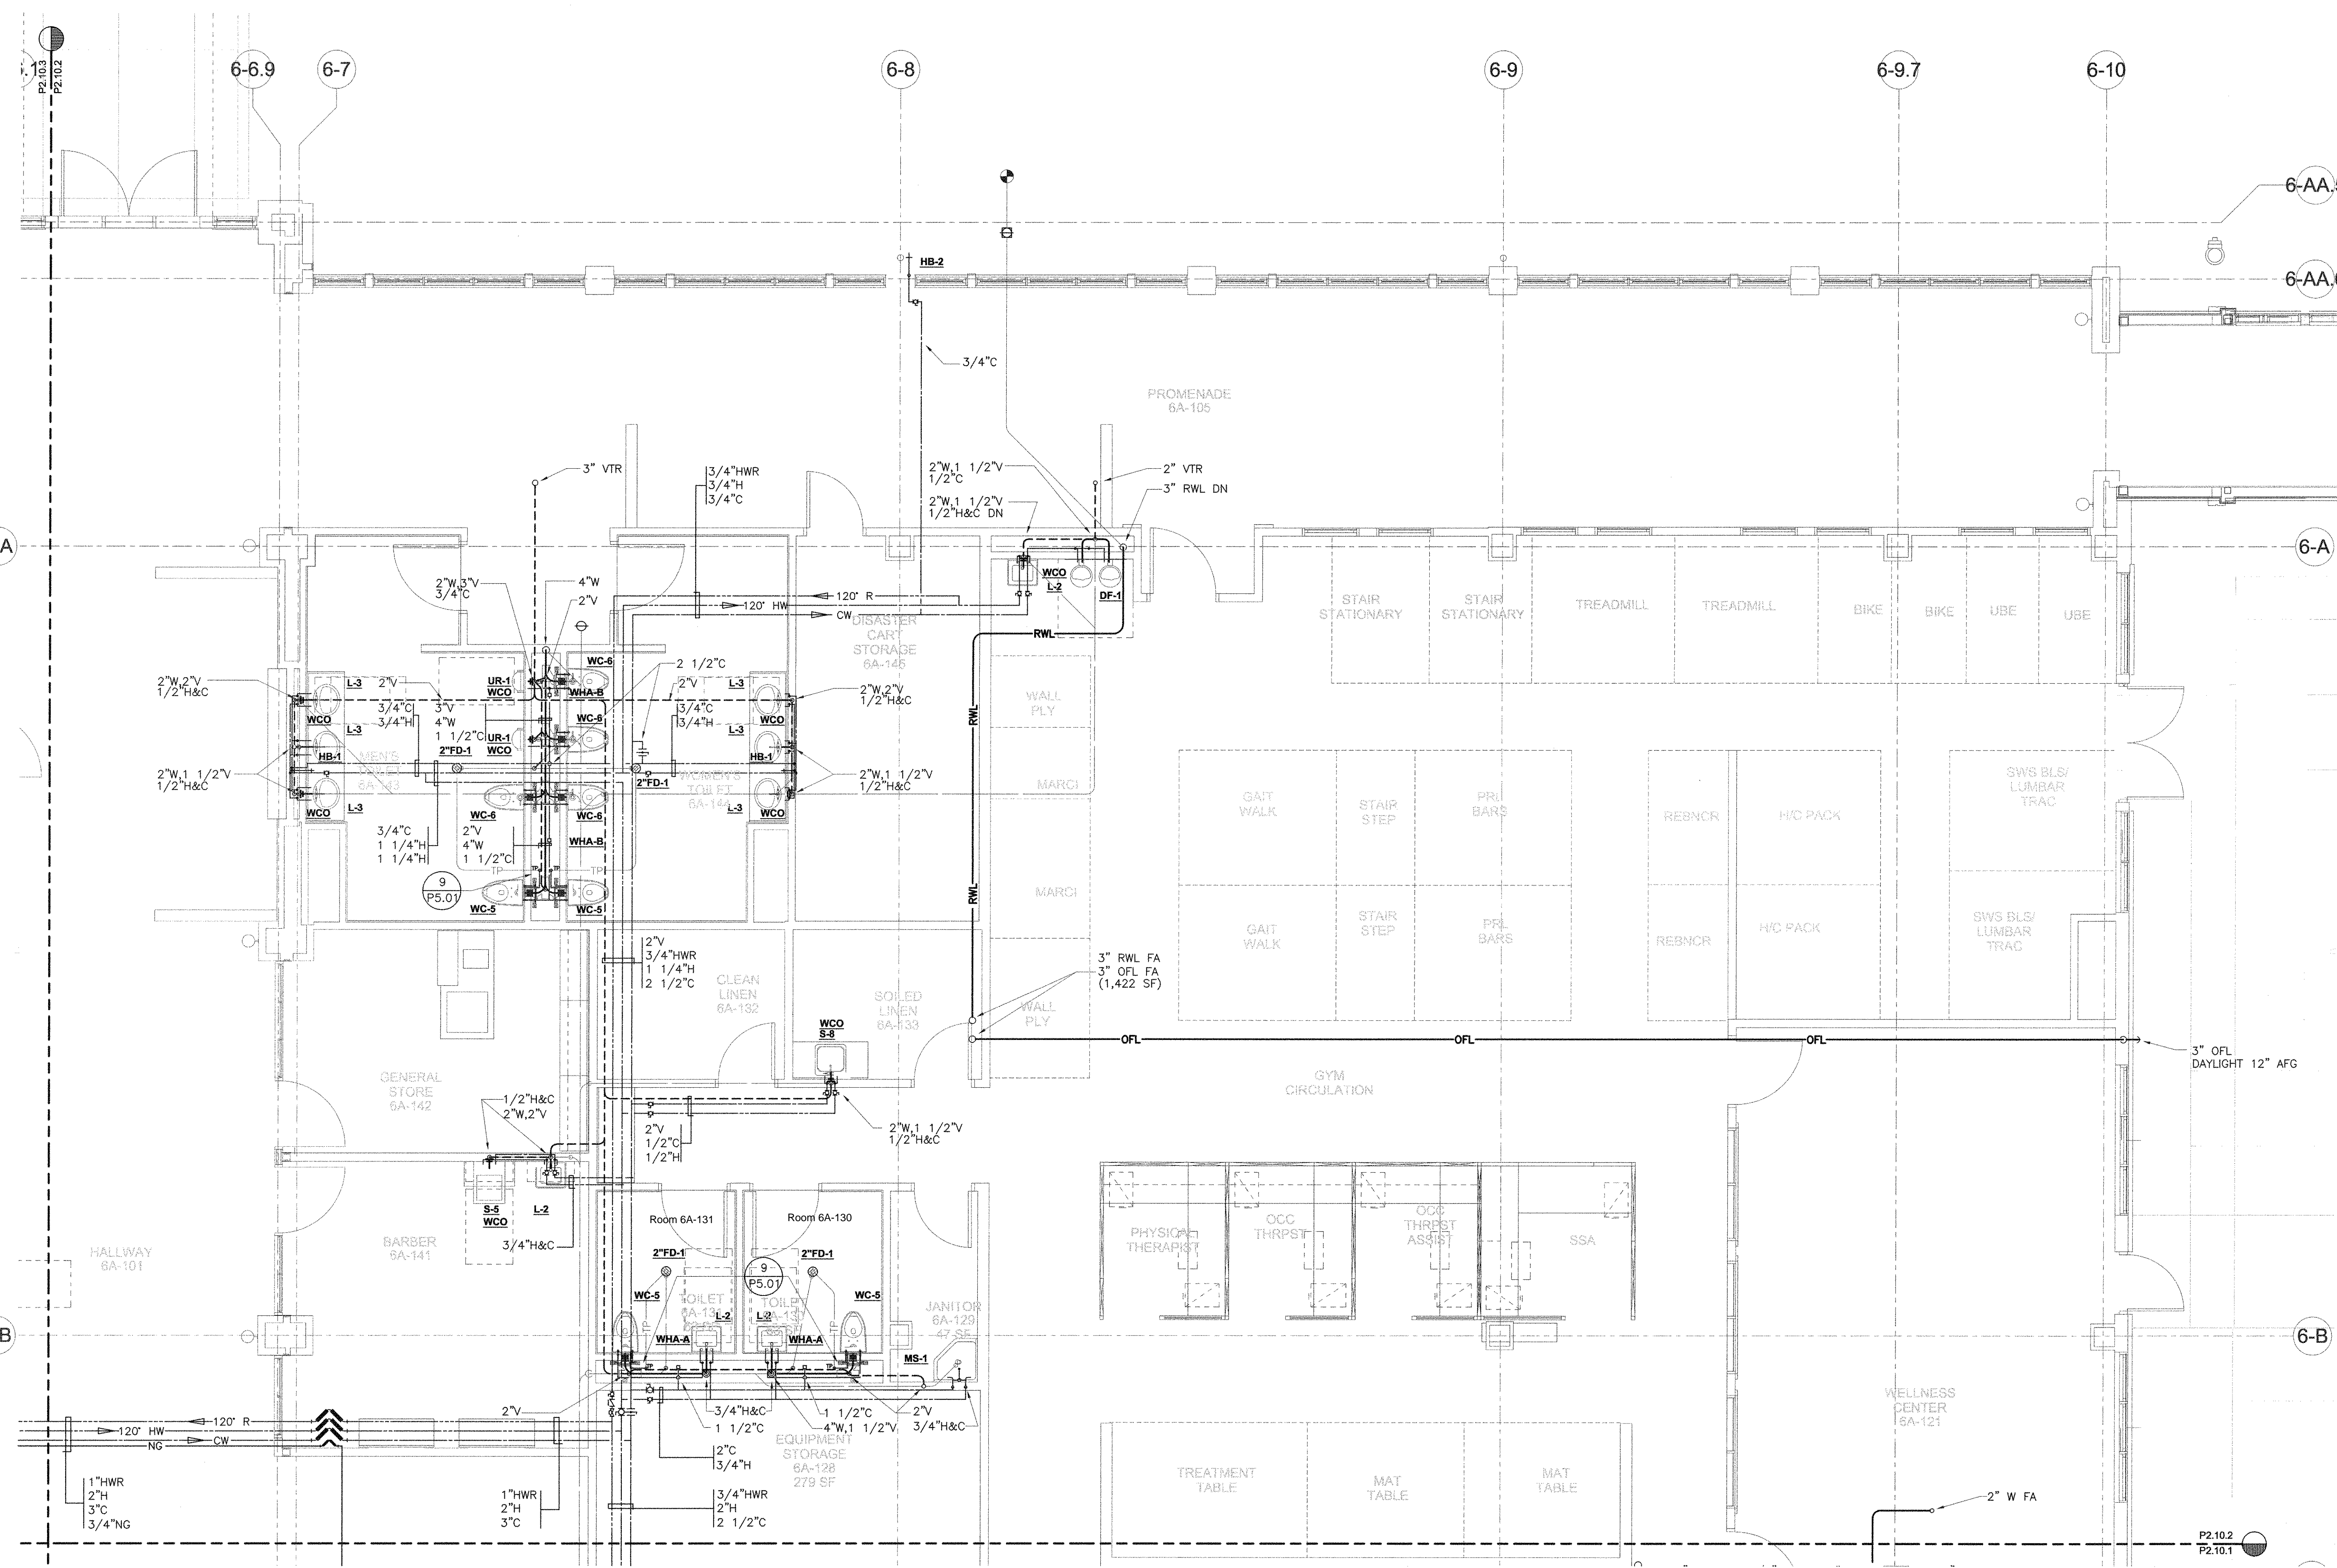 P2.10.3
P2.10.2
.1
6-6.9
6-7
6-8
6-9
6-9.7
6-10
6-AA.
6-AA.
HB-2
3/4"C
PROMENADE
6A-105
3" VTR
3/4"HWR
3/4"H
3/4"C
2"W,1 1/2"V
1/2"C
2"W,1 1/2"V
1/2"H&C DN
2" VTR
3" RWL DN
A
6-A
2"W,3"V
3/4"C
4"W
2"V
120° R
120° HW
CW
WCO
L-2
DF-1
RWL
DISASTER
CART
STORAGE
6A-145
STAIR
STATIONARY
STAIR
STATIONARY
TREADMILL
TREADMILL
BIKE
BIKE
UBE
UBE
2"W,2"V
1/2"H&C
L-3
2"V
UR-1
WCO
WC-6
WHA-B
2 1/2"C
2"V
L-3
2"W,2"V
1/2"H&C
WALL
PLY
WCO
L-3
HB-1
3/4"C
3/4"H
3"V
4"W
1 1/2"C
2"FD-1
UR-1
WCO
WC-6
3/4"C
3/4"H
WCO
L-3
HB-1
RWL
MEN'S
TOILET
6A-143
WOMEN'S
TOILET
6A-144
2"FD-1
2"W,1 1/2"V
1/2"H&C
2"W,1 1/2"V
1/2"H&C
MARCI
WCO
L-3
WC-6
WC-6
L-3
WCO
GAIT
WALK
STAIR
STEP
PRL
BARS
REBNCR
H/C PACK
SWS BLS/
LUMBAR
TRAC
3/4"C
1 1/4"H
1 1/4"H
2"V
4"W
1 1/2"C
WHA-B
TP
TP
9
P5.01
WC-5
WC-5
MARCI
RWL
GAIT
WALK
STAIR
STEP
PRL
BARS
REBNCR
H/C PACK
SWS BLS/
LUMBAR
TRAC
2"V
3/4"HWR
1 1/4"H
2 1/2"C
CLEAN
LINEN
6A-132
SOILED
LINEN
6A-133
WCO
S-8
WALL
PLY
3" RWL FA
3" OFL FA
(1,422 SF)
OFL
OFL
OFL
3" OFL
DAYLIGHT 12" AFG
GENERAL
STORE
6A-142
1/2"H&C
2"W,2"V
2"V
1/2"C
1/2"H
2"W,1 1/2"V
1/2"H&C
GYM
CIRCULATION
S-5
WCO
L-2
3/4"H&C
BARBER
6A-141
HALLWAY
6A-101
Room 6A-131
Room 6A-130
2"FD-1
2"FD-1
9
P5.01
PHYSICAL
THERAPIST
OCC
THRPST
OCC
THRPST
ASSIST
SSA
WC-5
TOILET
6A-131
L-2
TOILET
L-2
WC-5
TP
TP
WHA-A
WHA-A
JANITOR
6A-129
47 SF
MS-1
B
6-B
2"V
3/4"H&C
1 1/2"C
1 1/2"C
4"W,1 1/2"V
2"V
3/4"H&C
EQUIPMENT
STORAGE
6A-128
279 SF
2"C
3/4"H
120° R
120° HW
CW
NG
1"HWR
2"H
3"C
3/4"NG
1"HWR
2"H
3"C
3/4"HWR
2"H
2 1/2"C
WELLNESS
CENTER
6A-121
TREATMENT
TABLE
MAT
TABLE
MAT
TABLE
2" W FA
P2.10.2
P2.10.1